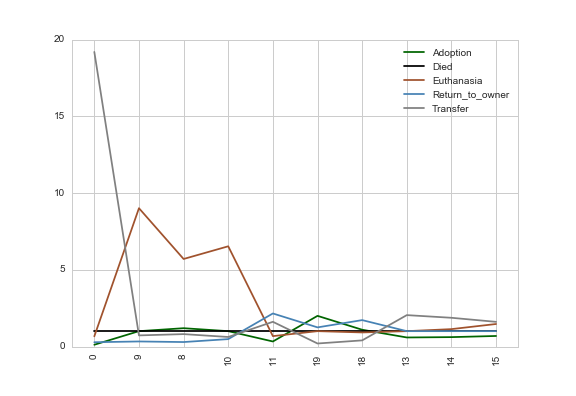 20
15
10
5
0
Adoption
Died
Euthanasia
Return_to_owner
Transfer
0 9 8 10 11 19 18 13 14 15